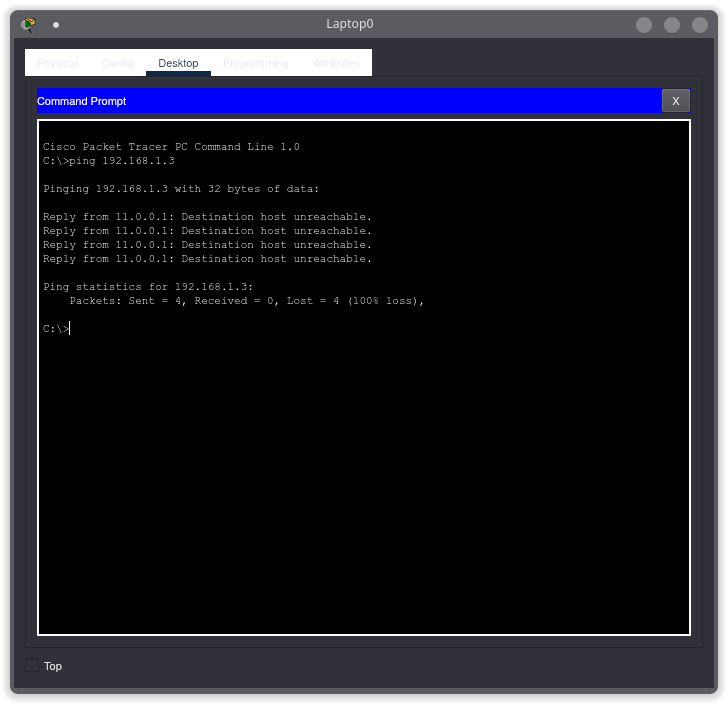 Laptop0
Physical Config Desktop Programming Attributes
Command Prompt X
Cisco Packet Tracer PC Command Line 1.0
C:\>ping 192.168.1.3
Pinging 192.168.1.3 with 32 bytes of data:
Reply from 11.0.0.1: Destination host unreachable.
Reply from 11.0.0.1: Destination host unreachable.
Reply from 11.0.0.1: Destination host unreachable.
Reply from 11.0.0.1: Destination host unreachable.
Ping statistics for 192.168.1.3:
Packets: Sent = 4, Received = 0, Lost = 4 (100% loss),
C:\>
Top